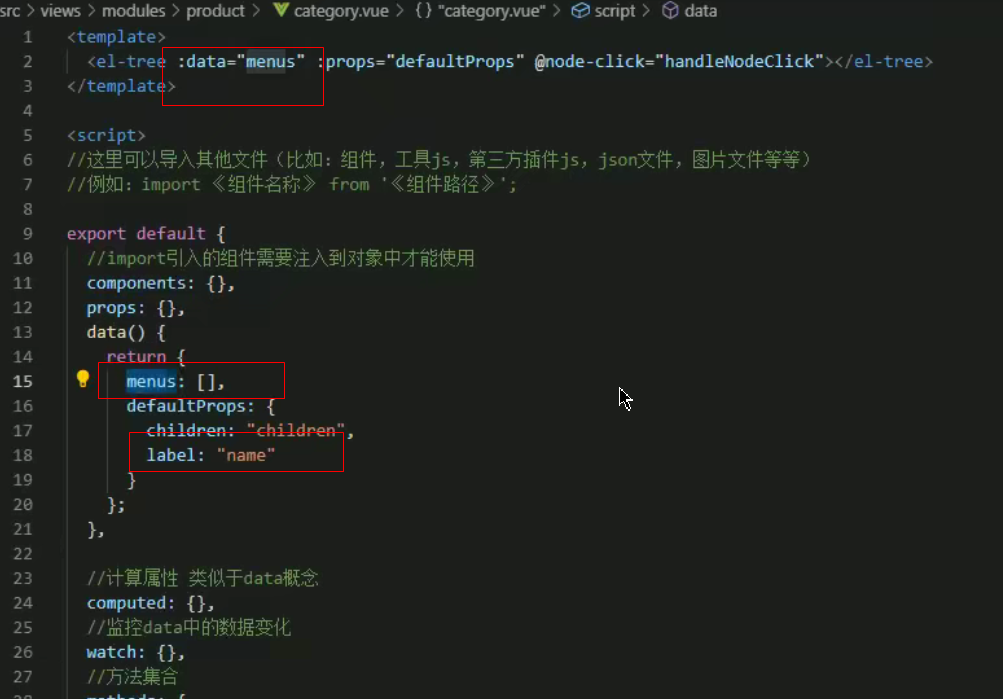 src > views > modules > product > category.vue > {} "category.vue" > script > data
1 <template>
2 <el-tree :data="menus" :props="defaultProps" @node-click="handleNodeClick"></el-tree>
3 </template>
4
5 <script>
6 //这里可以导入其他文件（比如：组件，工具js，第三方插件js，json文件，图片文件等等）
7 //例如：import 《组件名称》 from '《组件路径》';
8
9 export default {
10 //import引入的组件需要注入到对象中才能使用
11 components: {},
12 props: {},
13 data() {
14 return {
15 menus: [],
16 defaultProps: {
17 children: "children",
18 label: "name"
19 }
20 };
21 },
22
23 //计算属性 类似于data概念
24 computed: {},
25 //监控data中的数据变化
26 watch: {},
27 //方法集合
28 methods: {